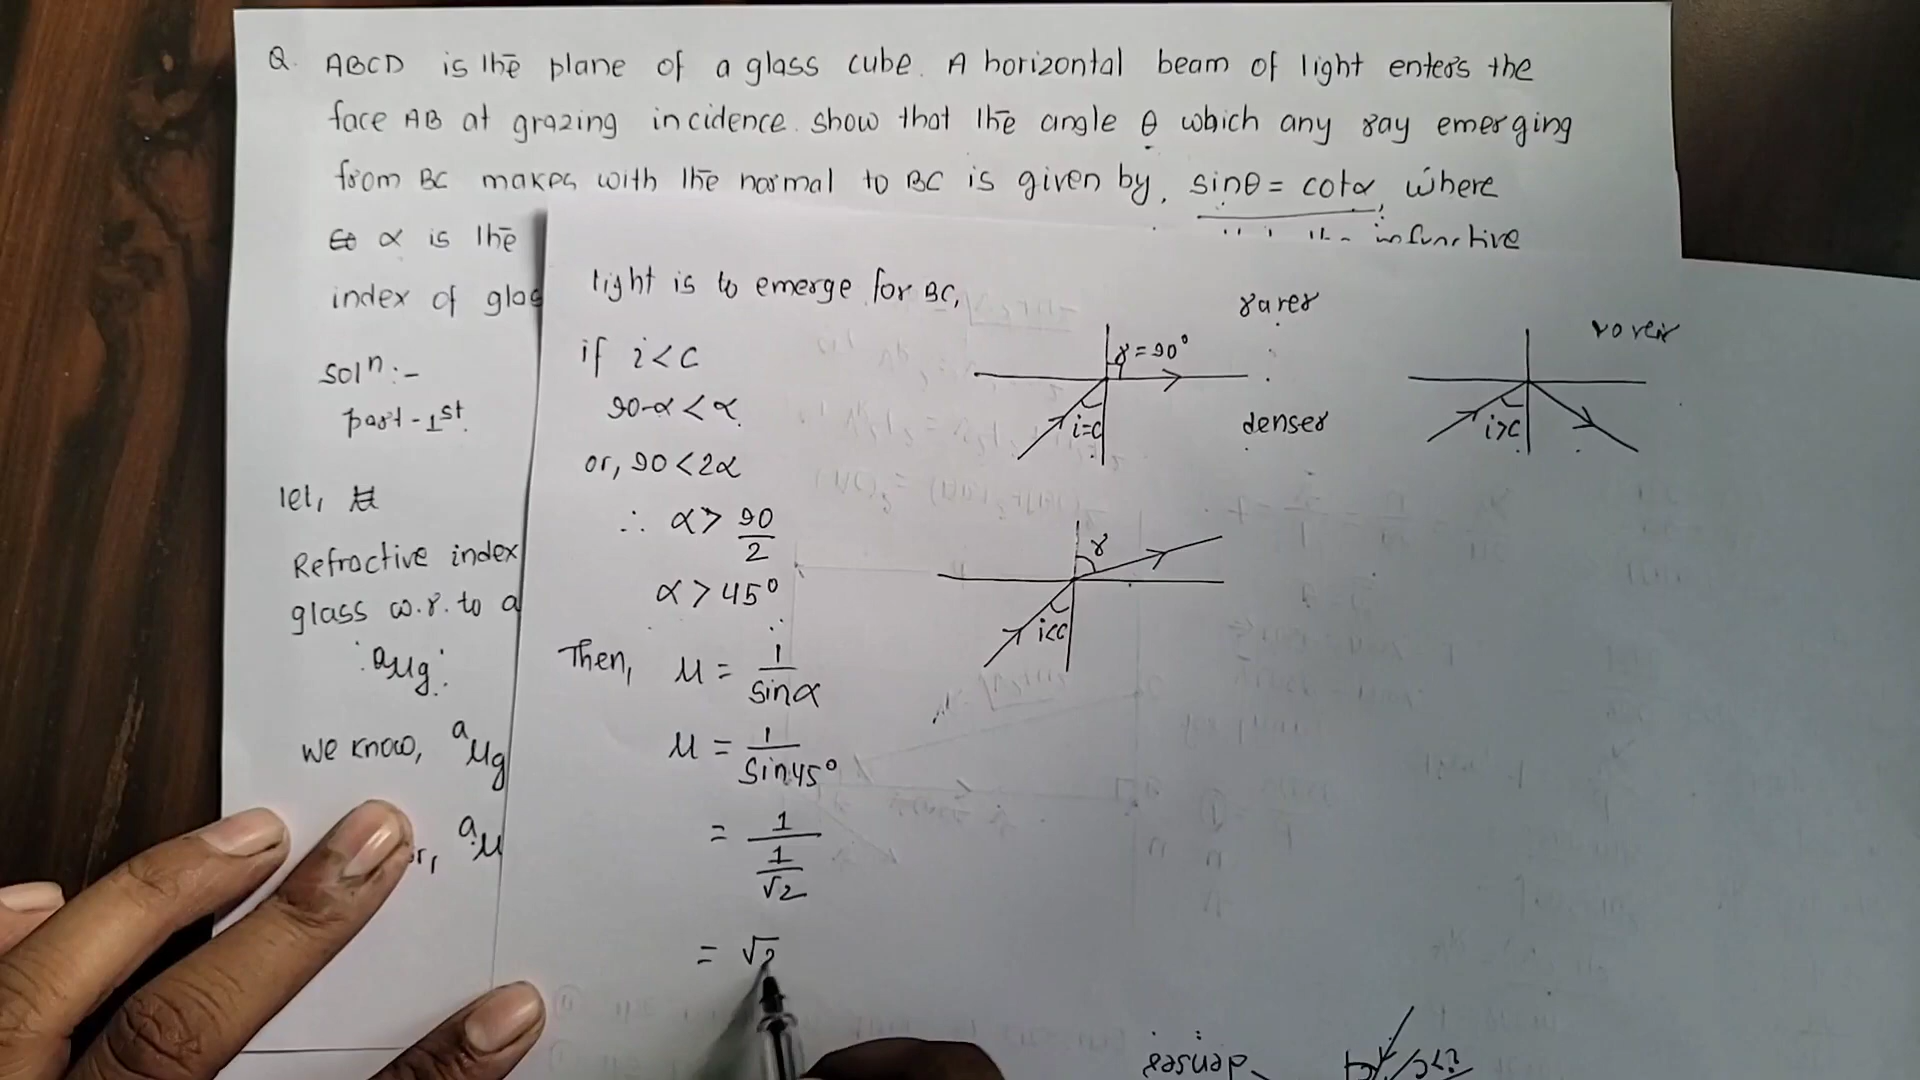 Q. ABCD is the plane of a glass cube. A horizontal beam of light enters the
face AB at grazing incidence. show that the angle θ which any ray emerging
from BC makes with the normal to BC is given by, sinθ = cotα, where
α is the
index of glas
soln:-
part-1st
let,
Refractive index
glass w.r.to a
aμg
We know, aμg
or, aμ
light is to emerge for BC,
if i<C
90-α < α
or, 90 < 2α
∴ α > 90/2
α > 45°
Then, μ = 1/sinα
μ = 1/sin45°
= 1/(1/√2)
= √2
r=90°
i=C
rarer
denser
rarer
i>C
r
i<C
denser